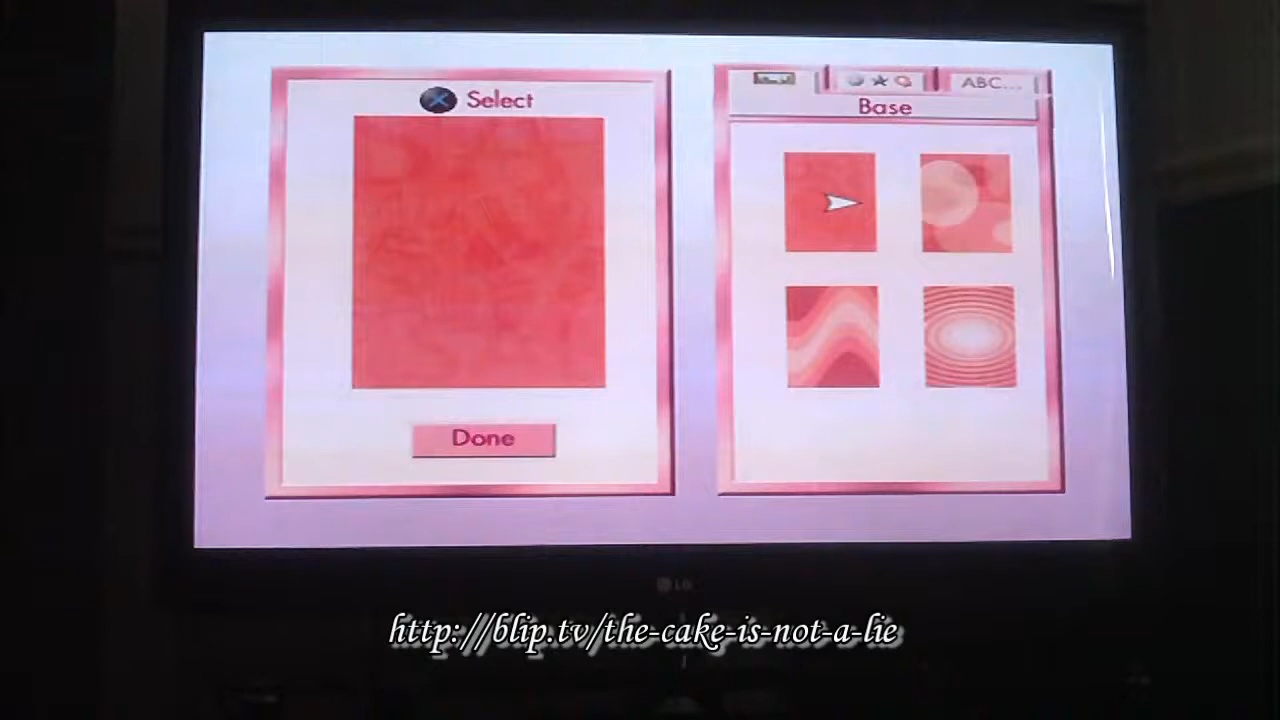 Select
ABC...
Base
Done
LG
http://blip.tv/the-cake-is-not-a-lie